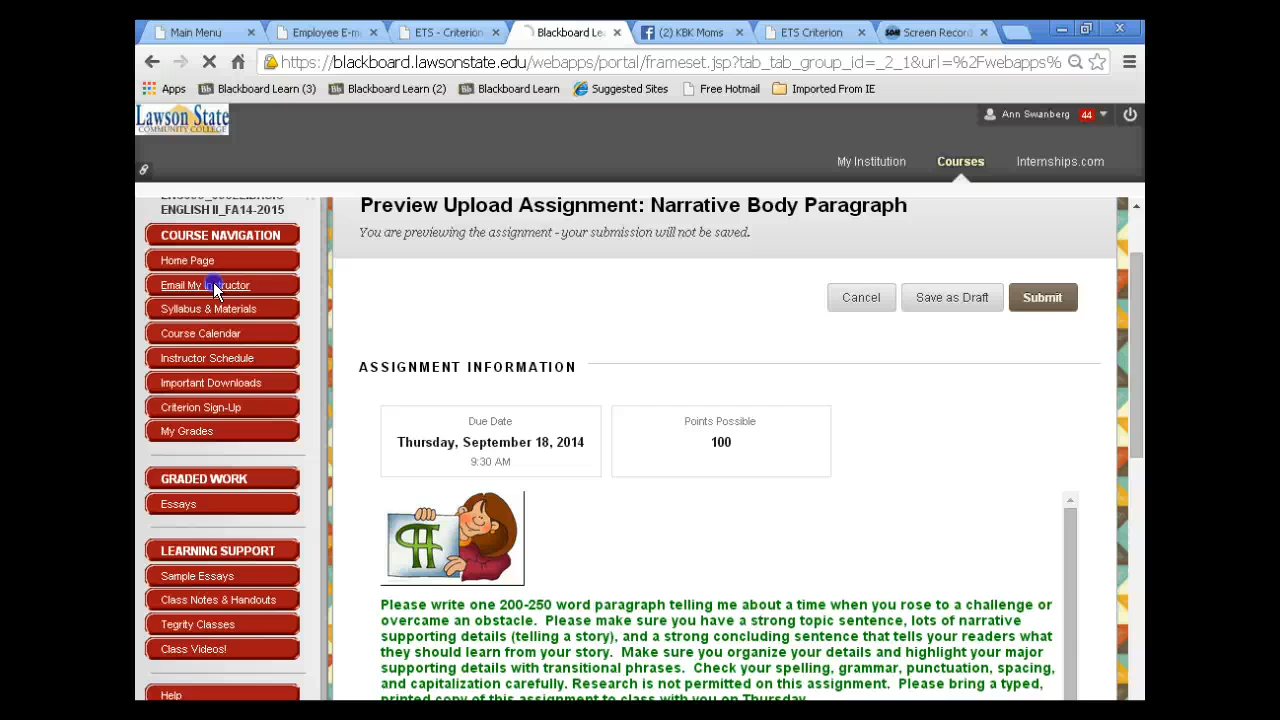 Main Menu
Employee E-m
ETS - Criterion
Blackboard Le
(2) KBK Moms
ETS Criterion
Screen Record
https://blackboard.lawsonstate.edu/webapps/portal/frameset.jsp?tab_tab_group_id=_2_1&url=%2Fwebapps%
Apps
Blackboard Learn (3)
Blackboard Learn (2)
Blackboard Learn
Suggested Sites
Free Hotmail
Imported From IE
Lawson State
COMMUNITY COLLEGE
Ann Swanberg 44
My Institution
Courses
Internships.com
ENGLISH II_FA14-2015
COURSE NAVIGATION
Home Page
Email My Instructor
Syllabus & Materials
Course Calendar
Instructor Schedule
Important Downloads
Criterion Sign-Up
My Grades
GRADED WORK
Essays
LEARNING SUPPORT
Sample Essays
Class Notes & Handouts
Tegrity Classes
Class Videos!
Help
Preview Upload Assignment: Narrative Body Paragraph
You are previewing the assignment - your submission will not be saved.
Cancel
Save as Draft
Submit
ASSIGNMENT INFORMATION
Due Date
Thursday, September 18, 2014
9:30 AM
Points Possible
100
Please write one 200-250 word paragraph telling me about a time when you rose to a challenge or
overcame an obstacle. Please make sure you have a strong topic sentence, lots of narrative
supporting details (telling a story), and a strong concluding sentence that tells your readers what
they should learn from your story. Make sure you organize your details and highlight your major
supporting details with transitional phrases. Check your spelling, grammar, punctuation, spacing,
and capitalization carefully. Research is not permitted on this assignment. Please bring a typed,
printed copy of this assignment to class with you on Thursday.